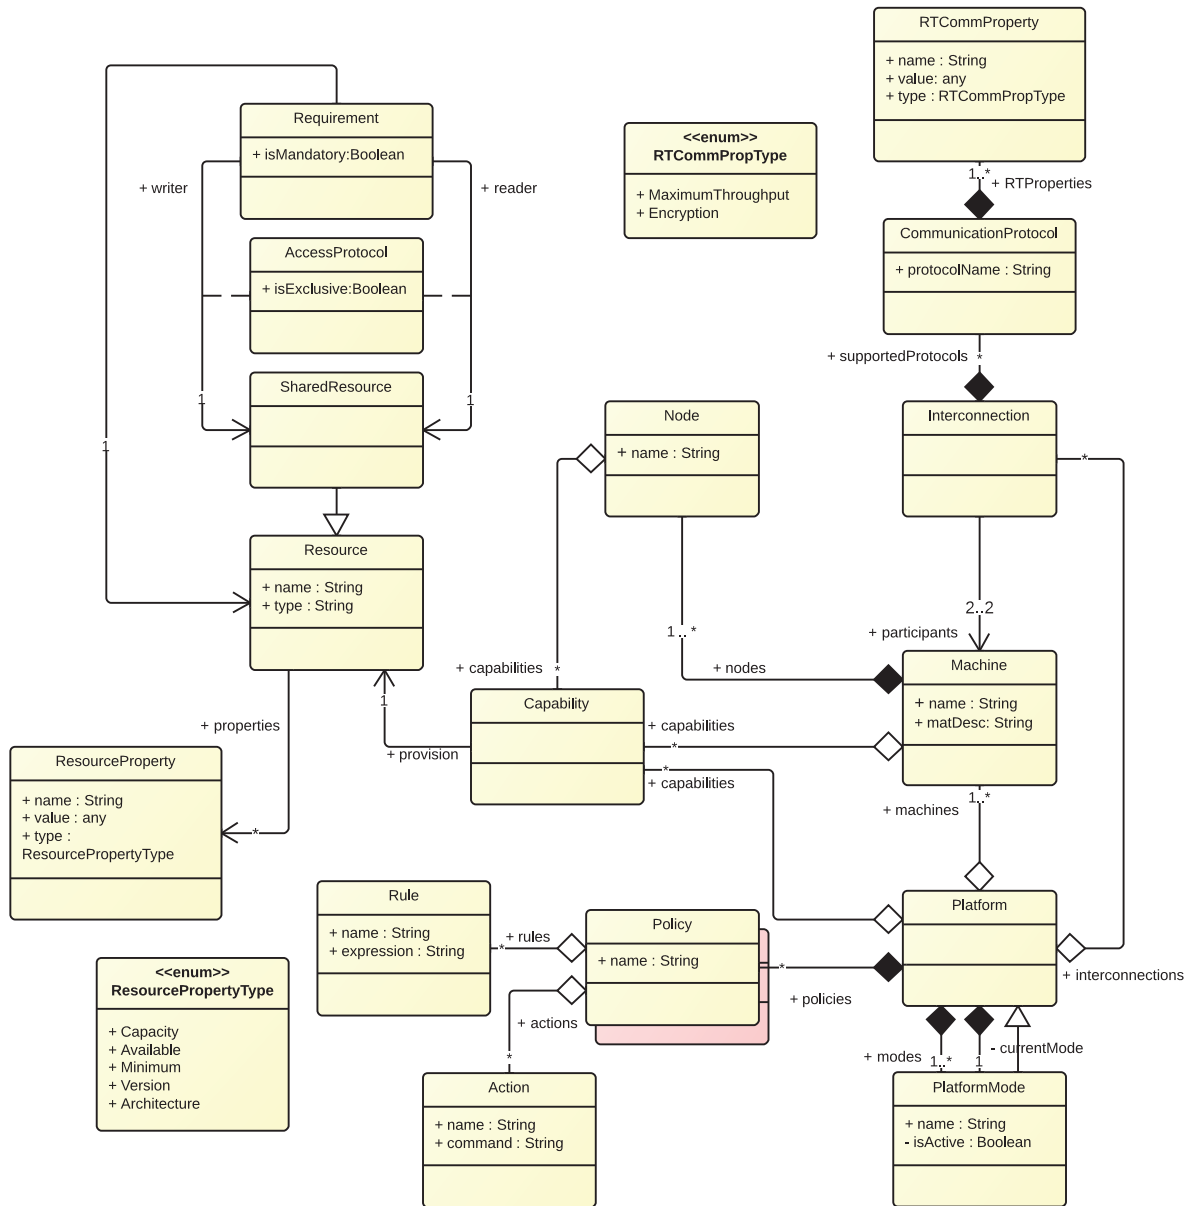 RTCommProperty
+ name : String
+ value: any
+ type : RTCommPropType
1..*
+ RTProperties
Requirement
+ isMandatory:Boolean
+ writer
+ reader
<<enum>>
RTCommPropType
+ MaximumThroughput
+ Encryption
CommunicationProtocol
+ protocolName : String
AccessProtocol
+ isExclusive:Boolean
+ supportedProtocols
*
SharedResource
1
1
1
Node
+ name : String
Interconnection
*
Resource
+ name : String
+ type : String
2..2
+ participants
1..*
+ nodes
+ capabilities
*
Machine
+ name : String
+ matDesc: String
1
+ provision
Capability
+ capabilities
*
*
+ capabilities
+ properties
*
ResourceProperty
+ name : String
+ value : any
+ type :
ResourcePropertyType
1..*
+ machines
Rule
+ name : String
+ expression : String
+ rules
*
Policy
+ name : String
*
+ policies
Platform
+ interconnections
<<enum>>
ResourcePropertyType
+ Capacity
+ Available
+ Minimum
+ Version
+ Architecture
+ actions
*
+ modes
1..*
1
- currentMode
Action
+ name : String
+ command : String
PlatformMode
+ name : String
- isActive : Boolean